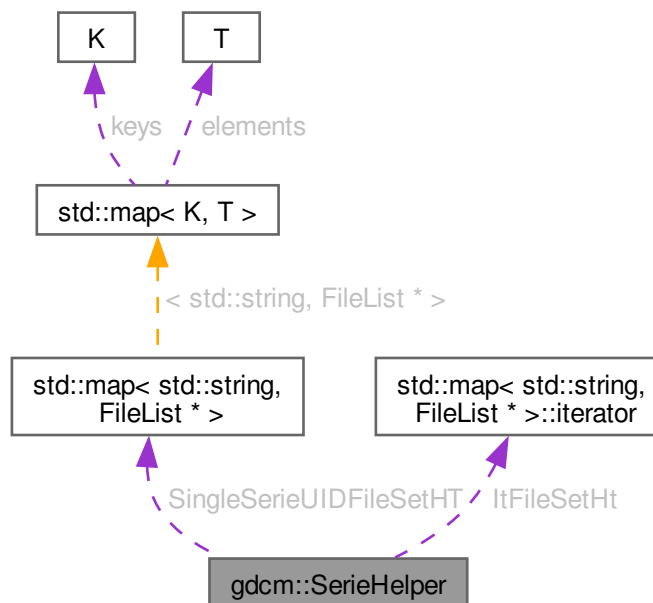 K
T
keys
elements
std::map< K, T >
< std::string, FileList * >
std::map< std::string,
FileList * >
std::map< std::string,
FileList * >::iterator
SingleSerieUIDFileSetHT
ItFileSetHt
gdcm::SerieHelper